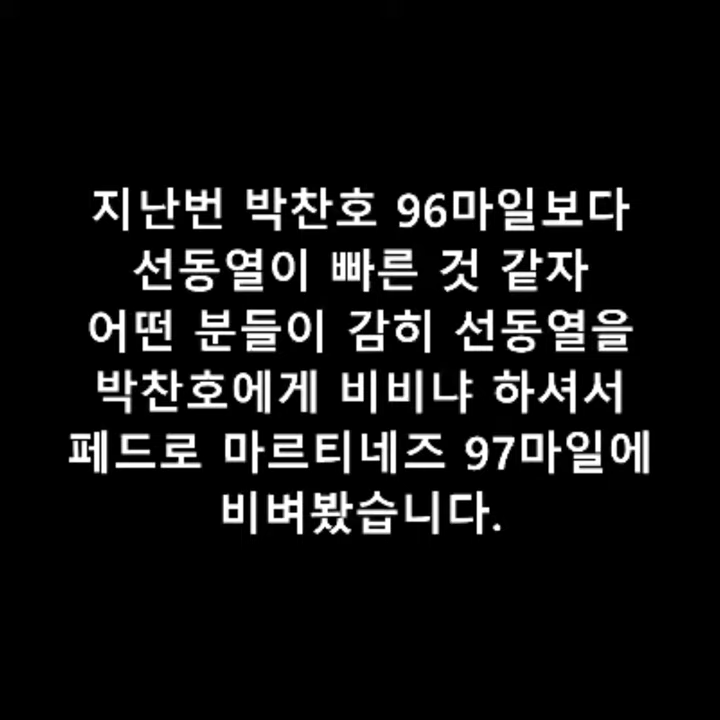 지난번 박찬호 96마일보다
선동열이 빠른 것 같자
어떤 분들이 감히 선동열을
박찬호에게 비비냐 하셔서
페드로 마르티네즈 97마일에
비벼봤습니다.